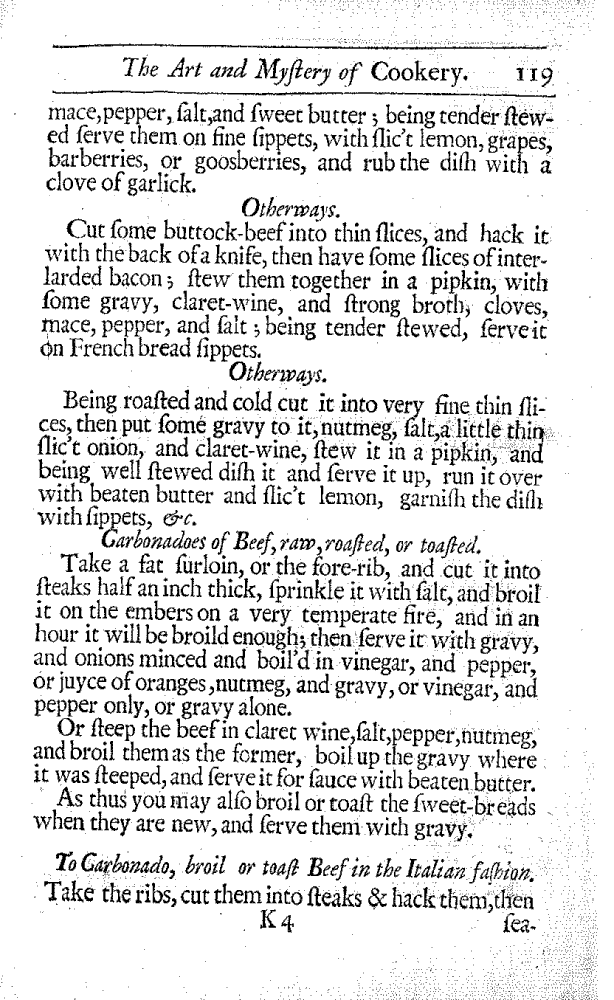 The Art and Myſtery of Cookery. 119
mace,pepper, ſalt,and ſweet butter ; being tender ſtew-
ed ſerve them on fine ſippets, with ſlic't lemon, grapes,
barberries, or goosberries, and rub the diſh with a
clove of garlick.
Otherways.
Cut ſome buttock-beef into thin ſlices, and hack it
with the back of a knife, then have ſome ſlices of inter-
larded bacon ; ſtew them together in a pipkin, with
ſome gravy, claret-wine, and ſtrong broth, cloves,
mace, pepper, and ſalt ; being tender ſtewed, ſerve it
on French bread ſippets.
Otherways.
Being roaſted and cold cut it into very fine thin ſli-
ces, then put ſome gravy to it, nutmeg, ſalt,a little thin
ſlic't onion, and claret-wine, ſtew it in a pipkin, and
being well ſtewed diſh it and ſerve it up, run it over
with beaten butter and ſlic't lemon, garniſh the diſh
with ſippets, &c.
Carbonadoes of Beef, raw, roaſted, or toaſted.
Take a fat ſurloin, or the fore-rib, and cut it into
ſteaks half an inch thick, ſprinkle it with ſalt, and broil
it on the embers on a very temperate fire, and in an
hour it will be broild enough; then ſerve it with gravy,
and onions minced and boil'd in vinegar, and pepper,
or juyce of oranges, nutmeg, and gravy, or vinegar, and
pepper only, or gravy alone.
Or ſteep the beef in claret wine,ſalt,pepper,nutmeg,
and broil them as the former, boil up the gravy where
it was ſteeped, and ſerve it for ſauce with beaten butter.
As thus you may alſo broil or toaſt the ſweet-breads
when they are new, and ſerve them with gravy.
To Carbonado, broil or toaſt Beef in the Italian faſhion.
Take the ribs, cut them into ſteaks & hack them,then
K 4 ſea-